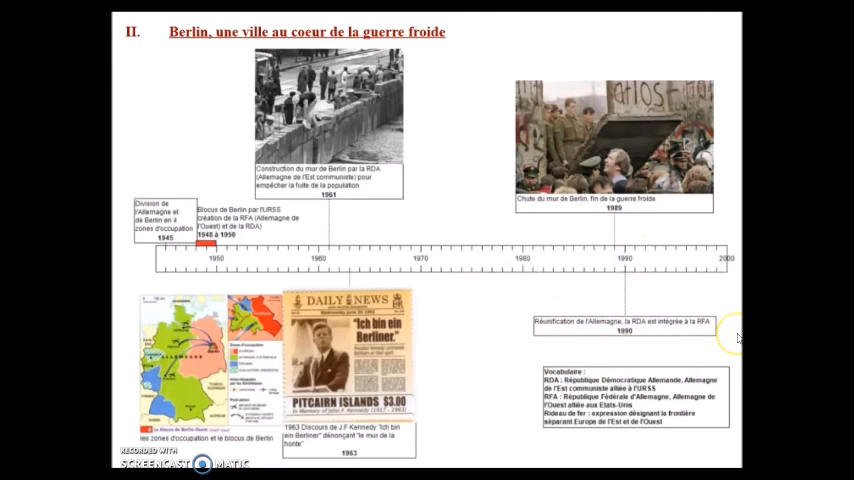 II. Berlin, une ville au coeur de la guerre froide
Construction du mur de Berlin par la RDA
(Allemagne de l'Est communiste) pour
empêcher la fuite de la population
1961
Chute du mur de Berlin, fin de la guerre froide
1989
Division de
l'Allemagne et
de Berlin en 4
zones d'occupation
1945
Blocus de Berlin par l'URSS
création de la RFA (Allemagne de
l'Ouest) et de la RDA)
1948 à 1950
1950
1960
1970
1980
1990
2000
Réunification de l'Allemagne, la RDA est intégrée à la RFA
1990
DAILY NEWS
"Ich bin ein
Berliner."
PITCAIRN ISLANDS $3.00
In Memory of John F. Kennedy (1917 - 1963)
ALLEMAGNE
les zones d'occupation et le blocus de Berlin
1963 Discours de J.F Kennedy "Ich bin
ein Berliner" dénonçant "le mur de la
honte"
1963
Vocabulaire :
RDA : République Démocratique Allemande, Allemagne
de l'Est communiste alliée à l'URSS
RFA : République Fédérale d'Allemagne, Allemagne de
l'Ouest alliée aux Etats-Unis
Rideau de fer : expression désignant la frontière
séparant Europe de l'Est et de l'Ouest
RECORDED WITH
SCREENCAST MATIC